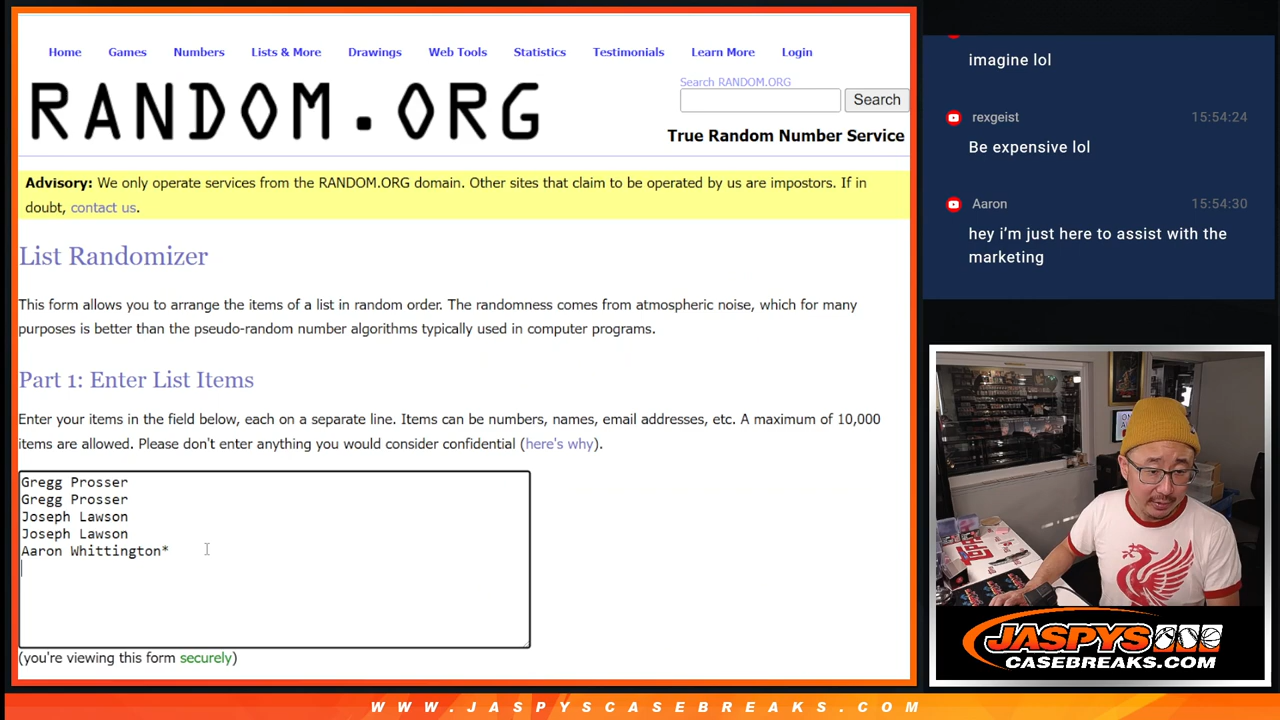 Home Games Numbers Lists & More Drawings Web Tools Statistics Testimonials Learn More Login
RANDOM.ORG
Search RANDOM.ORG
Search
True Random Number Service
Advisory: We only operate services from the RANDOM.ORG domain. Other sites that claim to be operated by us are impostors. If in
doubt, contact us.
List Randomizer
This form allows you to arrange the items of a list in random order. The randomness comes from atmospheric noise, which for many
purposes is better than the pseudo-random number algorithms typically used in computer programs.
Part 1: Enter List Items
Enter your items in the field below, each on a separate line. Items can be numbers, names, email addresses, etc. A maximum of 10,000
items are allowed. Please don't enter anything you would consider confidential (here's why).
Gregg Prosser
Gregg Prosser
Joseph Lawson
Joseph Lawson
Aaron Whittington*
(you're viewing this form securely)
imagine lol
rexgeist 15:54:24
Be expensive lol
Aaron 15:54:30
hey i'm just here to assist with the
marketing
JASPYS
CASEBREAKS.COM
WWW.JASPYSCASEBREAKS.COM